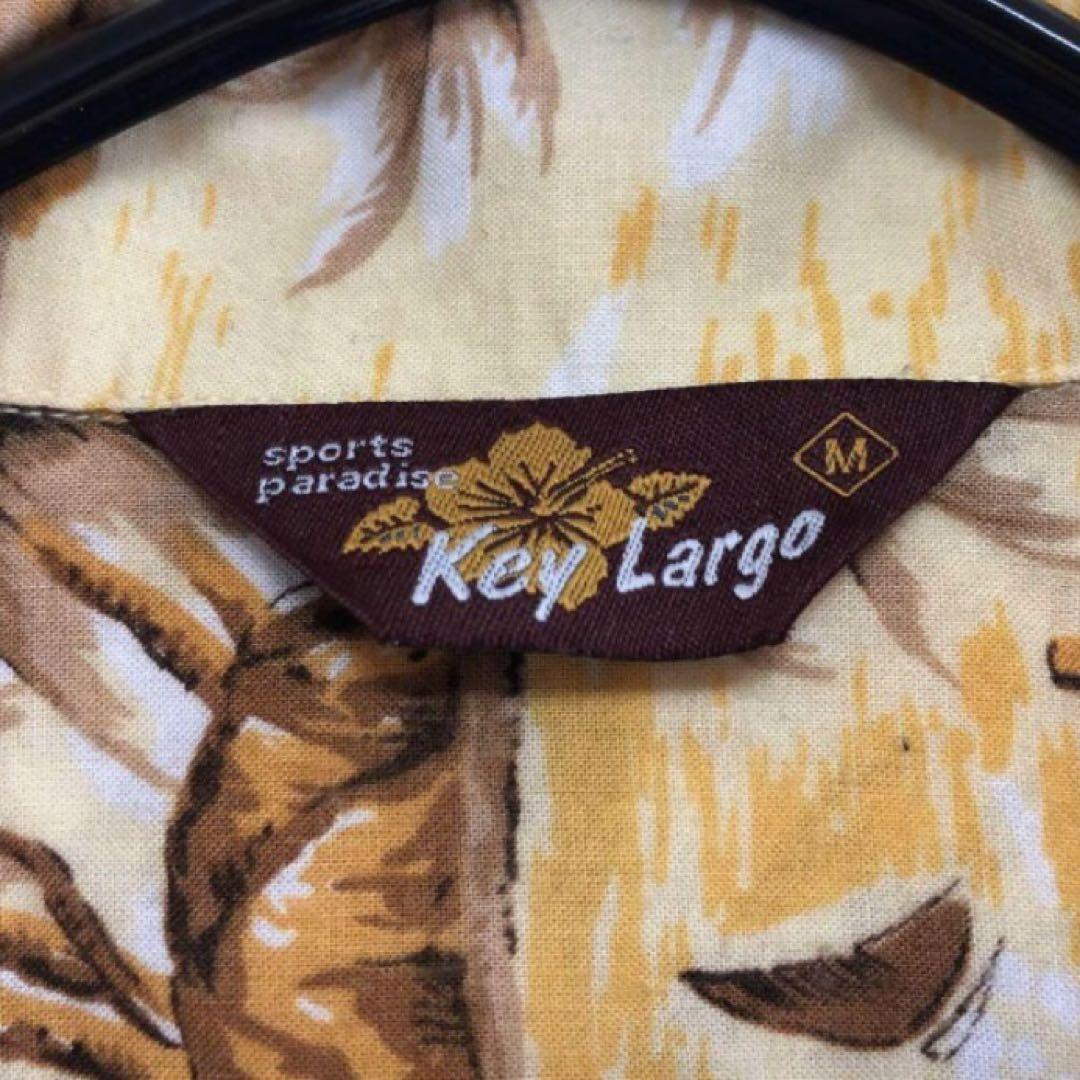 sports
paradise
M
Key Largo